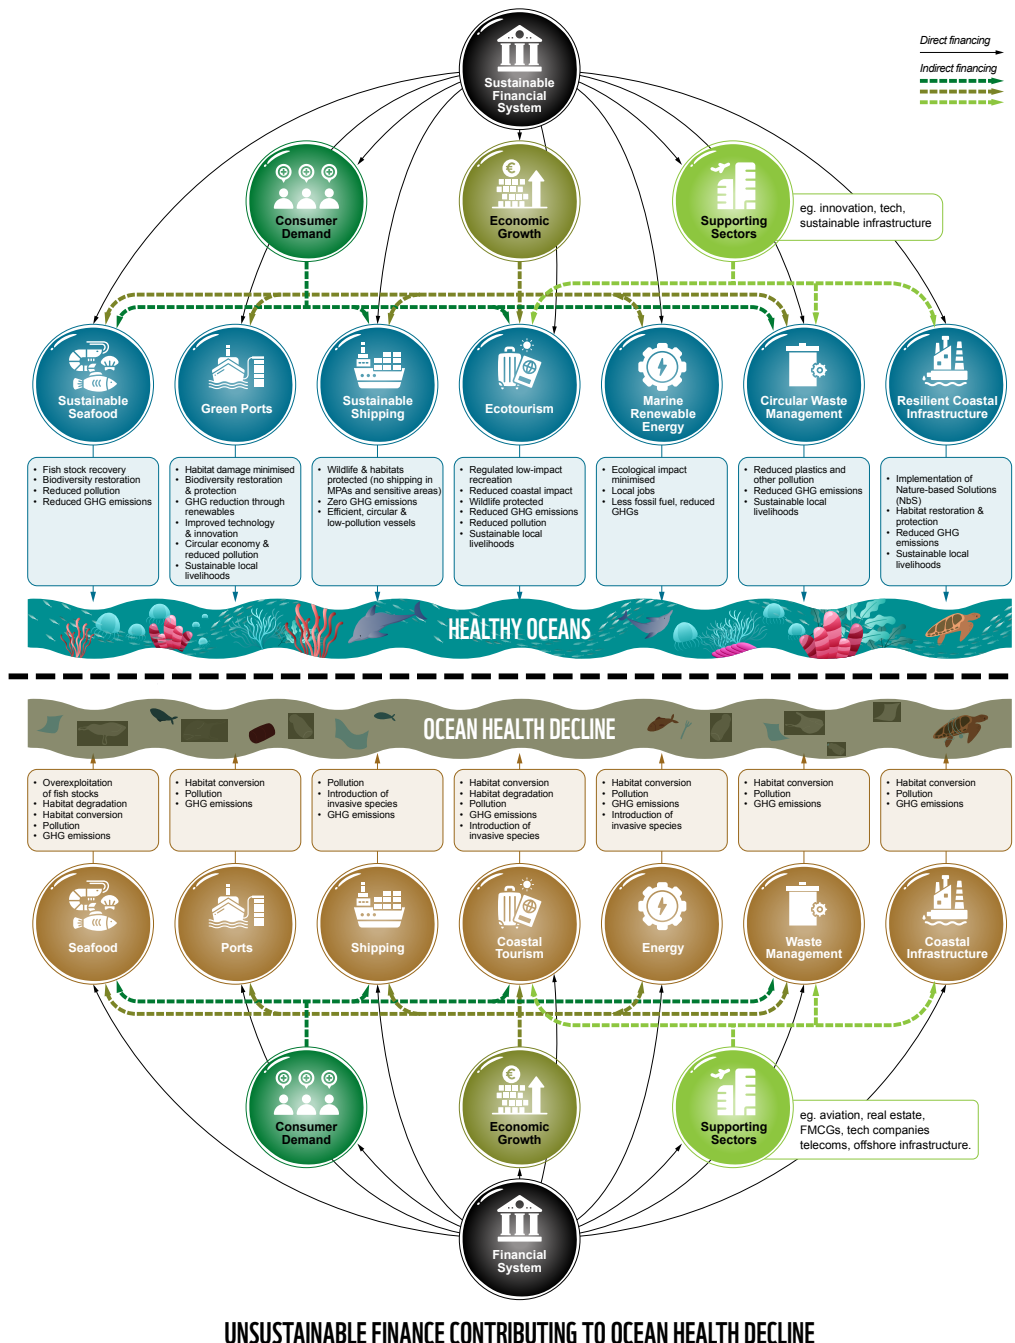 Sustainable
Financial
System
Direct financing
Indirect financing
Consumer
Demand
Economic
Growth
Supporting
Sectors
eg. innovation, tech,
sustainable infrastructure
Sustainable
Seafood
Green Ports
Sustainable
Shipping
Ecotourism
Marine
Renewable
Energy
Circular Waste
Management
Resilient Coastal
Infrastructure
• Fish stock recovery
• Biodiversity restoration
• Reduced pollution
• Reduced GHG emissions
• Habitat damage minimised
• Biodiversity restoration
& protection
• GHG reduction through
renewables
• Improved technology
& innovation
• Circular economy &
reduced pollution
• Sustainable local
livelihoods
• Wildlife & habitats
protected (no shipping in
MPAs and sensitive areas)
• Zero GHG emissions
• Efficient, circular &
low-pollution vessels
• Regulated low-impact
recreation
• Reduced coastal impact
• Wildlife protected
• Reduced GHG emissions
• Reduced pollution
• Sustainable local
livelihoods
• Ecological impact
minimised
• Local jobs
• Less fossil fuel, reduced
GHGs
• Reduced plastics and
other pollution
• Reduced GHG emissions
• Sustainable local
livelihoods
• Implementation of
Nature-based Solutions
(NbS)
• Habitat restoration &
protection
• Reduced GHG
emissions
• Sustainable local
livelihoods
HEALTHY OCEANS
OCEAN HEALTH DECLINE
• Overexploitation
of fish stocks
• Habitat degradation
• Habitat conversion
• Pollution
• GHG emissions
• Habitat conversion
• Pollution
• GHG emissions
• Pollution
• Introduction of
invasive species
• GHG emissions
• Habitat conversion
• Habitat degradation
• Pollution
• GHG emissions
• Introduction of
invasive species
• Habitat conversion
• Pollution
• GHG emissions
• Introduction of
invasive species
• Habitat conversion
• Pollution
• GHG emissions
• Habitat conversion
• Pollution
• GHG emissions
Seafood
Ports
Shipping
Coastal
Tourism
Energy
Waste
Management
Coastal
Infrastructure
Consumer
Demand
Economic
Growth
Supporting
Sectors
eg. aviation, real estate,
FMCGs, tech companies
telecoms, offshore infrastructure.
Financial
System
UNSUSTAINABLE FINANCE CONTRIBUTING TO OCEAN HEALTH DECLINE